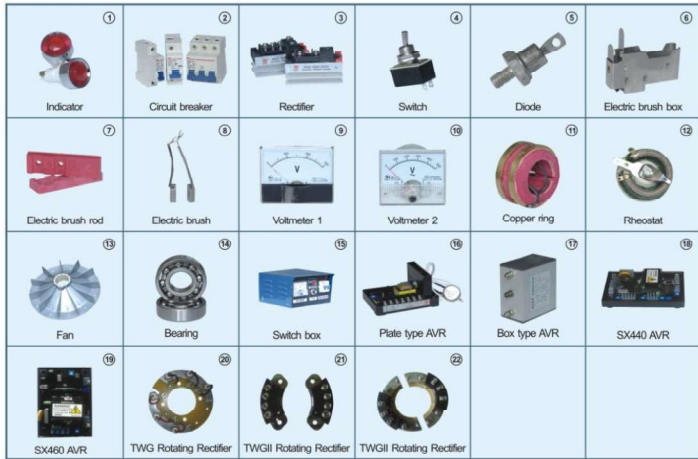 1
Indicator
2
Circuit breaker
3
Rectifier
4
Switch
5
Diode
6
Electric brush box
7
Electric brush rod
8
Electric brush
9
V
Voltmeter 1
10
V
Voltmeter 2
11
Copper ring
12
Rheostat
13
Fan
14
Bearing
15
Switch box
16
Plate type AVR
17
Box type AVR
18
SX440 AVR
19
SX460 AVR
20
TWG Rotating Rectifier
21
TWGII Rotating Rectifier
22
TWGII Rotating Rectifier